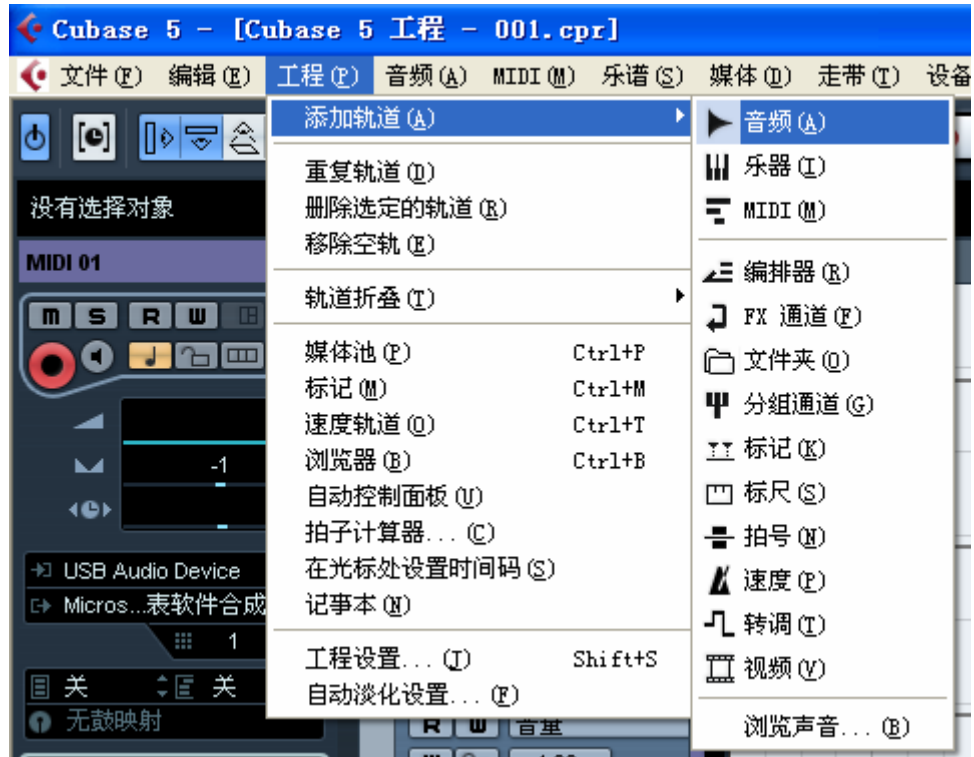 Cubase 5 - [Cubase 5 工程 - 001.cpr]
文件(F) 编辑(E) 工程(P) 音频(A) MIDI(M) 乐谱(S) 媒体(D) 走带(T) 设备
没有选择对象
MIDI 01
m S R W
-1
USB Audio Device
Micros...表软件合成
1
关 关
无鼓映射
添加轨道(A)
重复轨道(D)
删除选定的轨道(R)
移除空轨(E)
轨道折叠(T)
媒体池(P) Ctrl+P
标记(M) Ctrl+M
速度轨道(O) Ctrl+T
浏览器(B) Ctrl+B
自动控制面板(U)
拍子计算器...(C)
在光标处设置时间码(S)
记事本(N)
工程设置...(J) Shift+S
自动淡化设置...(F)
音频(A)
乐器(I)
MIDI(M)
编排器(R)
FX 通道(F)
文件夹(O)
分组通道(G)
标记(K)
标尺(S)
拍号(N)
速度(P)
转调(T)
视频(V)
浏览声音...(B)
R W 音量